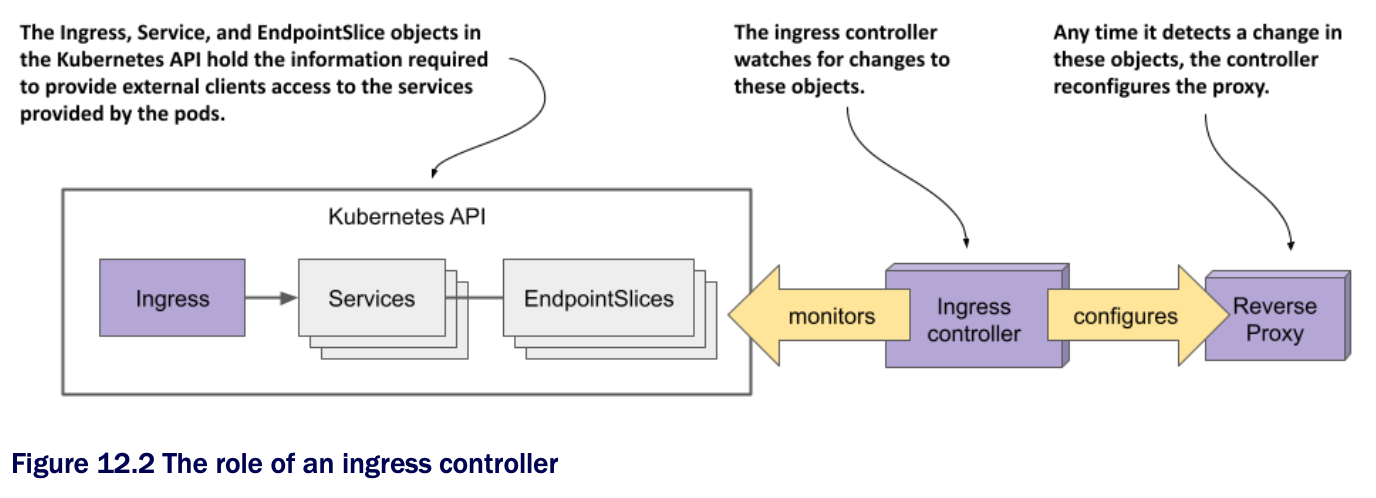 The Ingress, Service, and EndpointSlice objects in
the Kubernetes API hold the information required
to provide external clients access to the services
provided by the pods.
The ingress controller
watches for changes to
these objects.
Any time it detects a change in
these objects, the controller
reconfigures the proxy.
Kubernetes API
Ingress
Services
EndpointSlices
monitors
Ingress
controller
configures
Reverse
Proxy
Figure 12.2 The role of an ingress controller